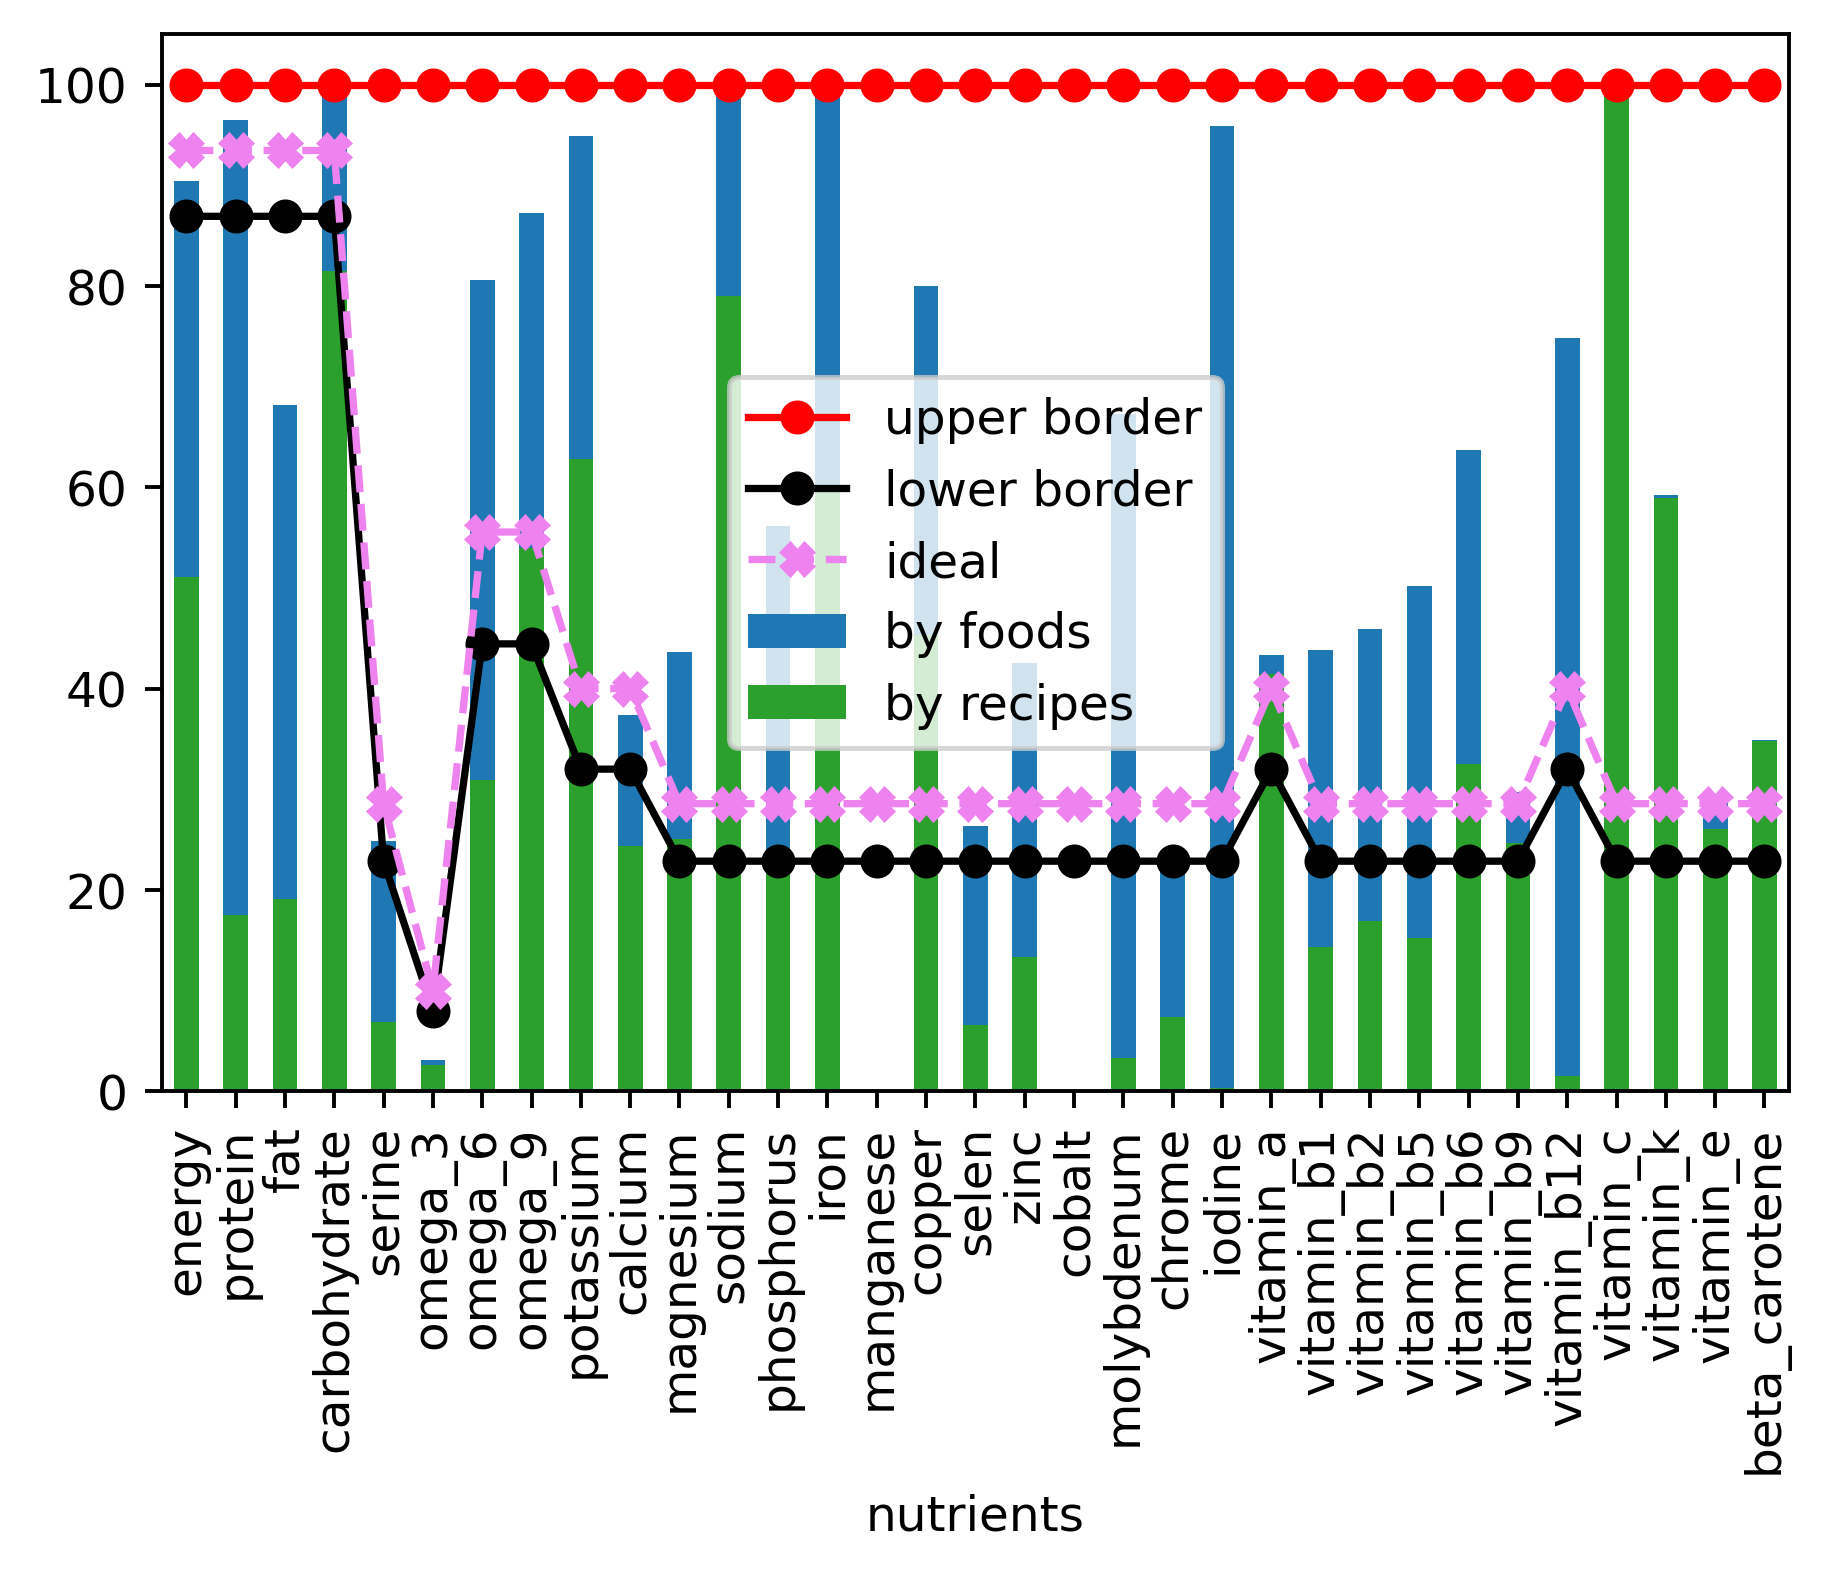 100
80
60
40
20
0
upper border
lower border
ideal
by foods
by recipes
energy
protein
fat
carbohydrate
serine
omega_3
omega_6
omega_9
potassium
calcium
magnesium
sodium
phosphorus
iron
manganese
copper
selen
zinc
cobalt
molybdenum
chrome
iodine
vitamin_a
vitamin_b1
vitamin_b2
vitamin_b5
vitamin_b6
vitamin_b9
vitamin_b12
vitamin_c
vitamin_k
vitamin_e
beta_carotene
nutrients